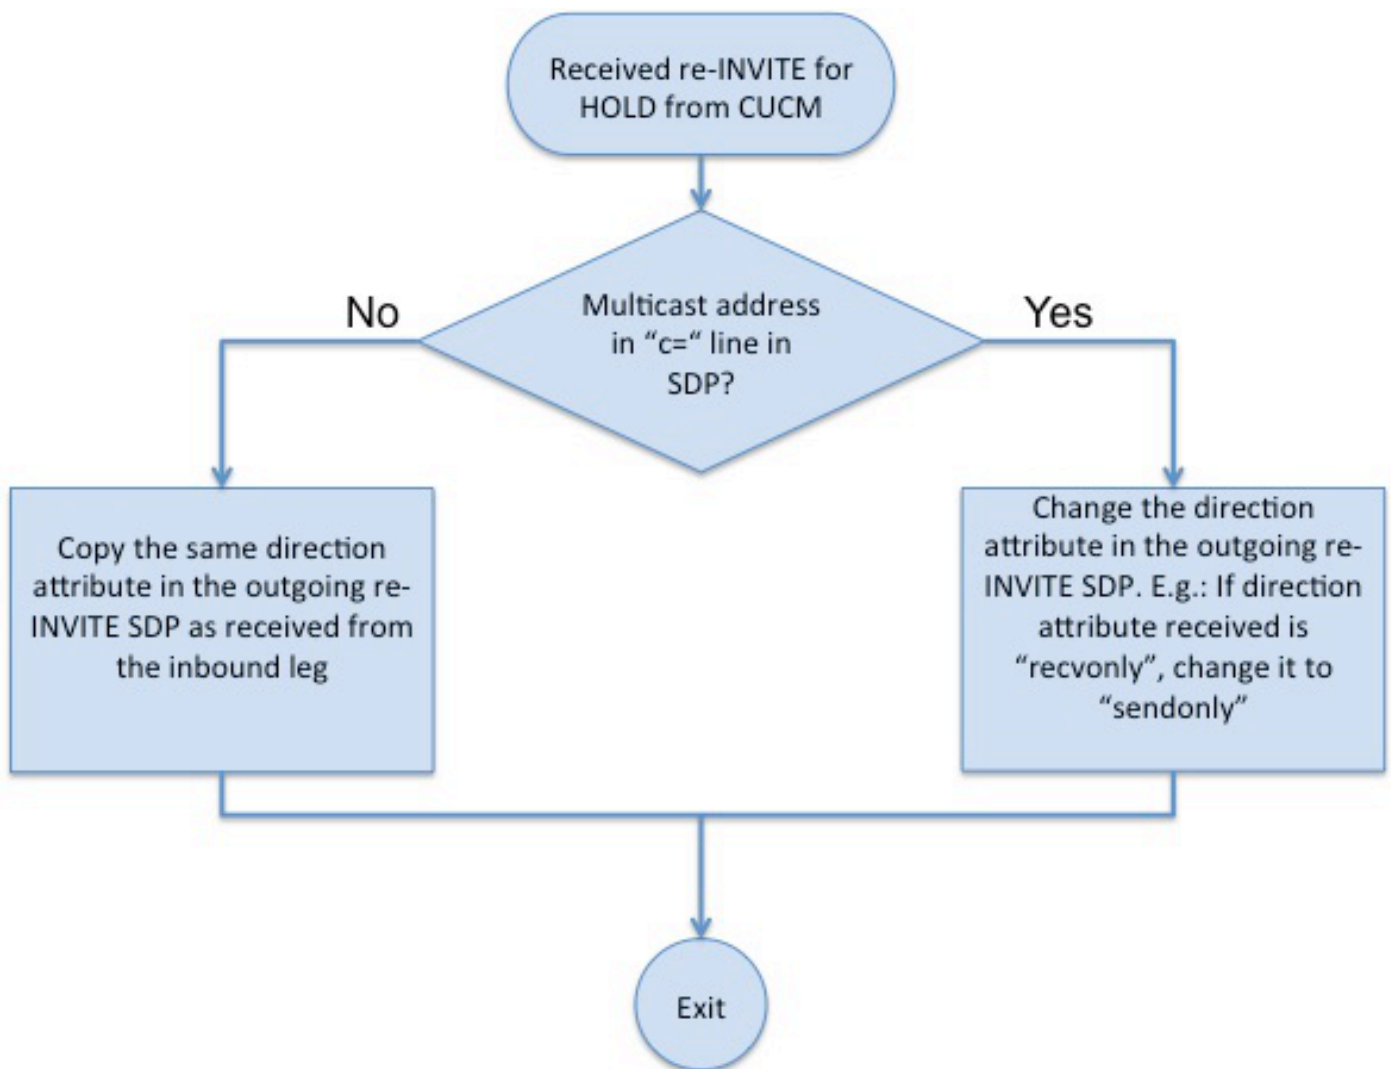 Received re-INVITE for
HOLD from CUCM
No
Multicast address
in “c=“ line in
SDP?
Yes
Copy the same direction
attribute in the outgoing re-
INVITE SDP as received from
the inbound leg
Change the direction
attribute in the outgoing re-
INVITE SDP. E.g.: If direction
attribute received is
“recvonly”, change it to
“sendonly”
Exit